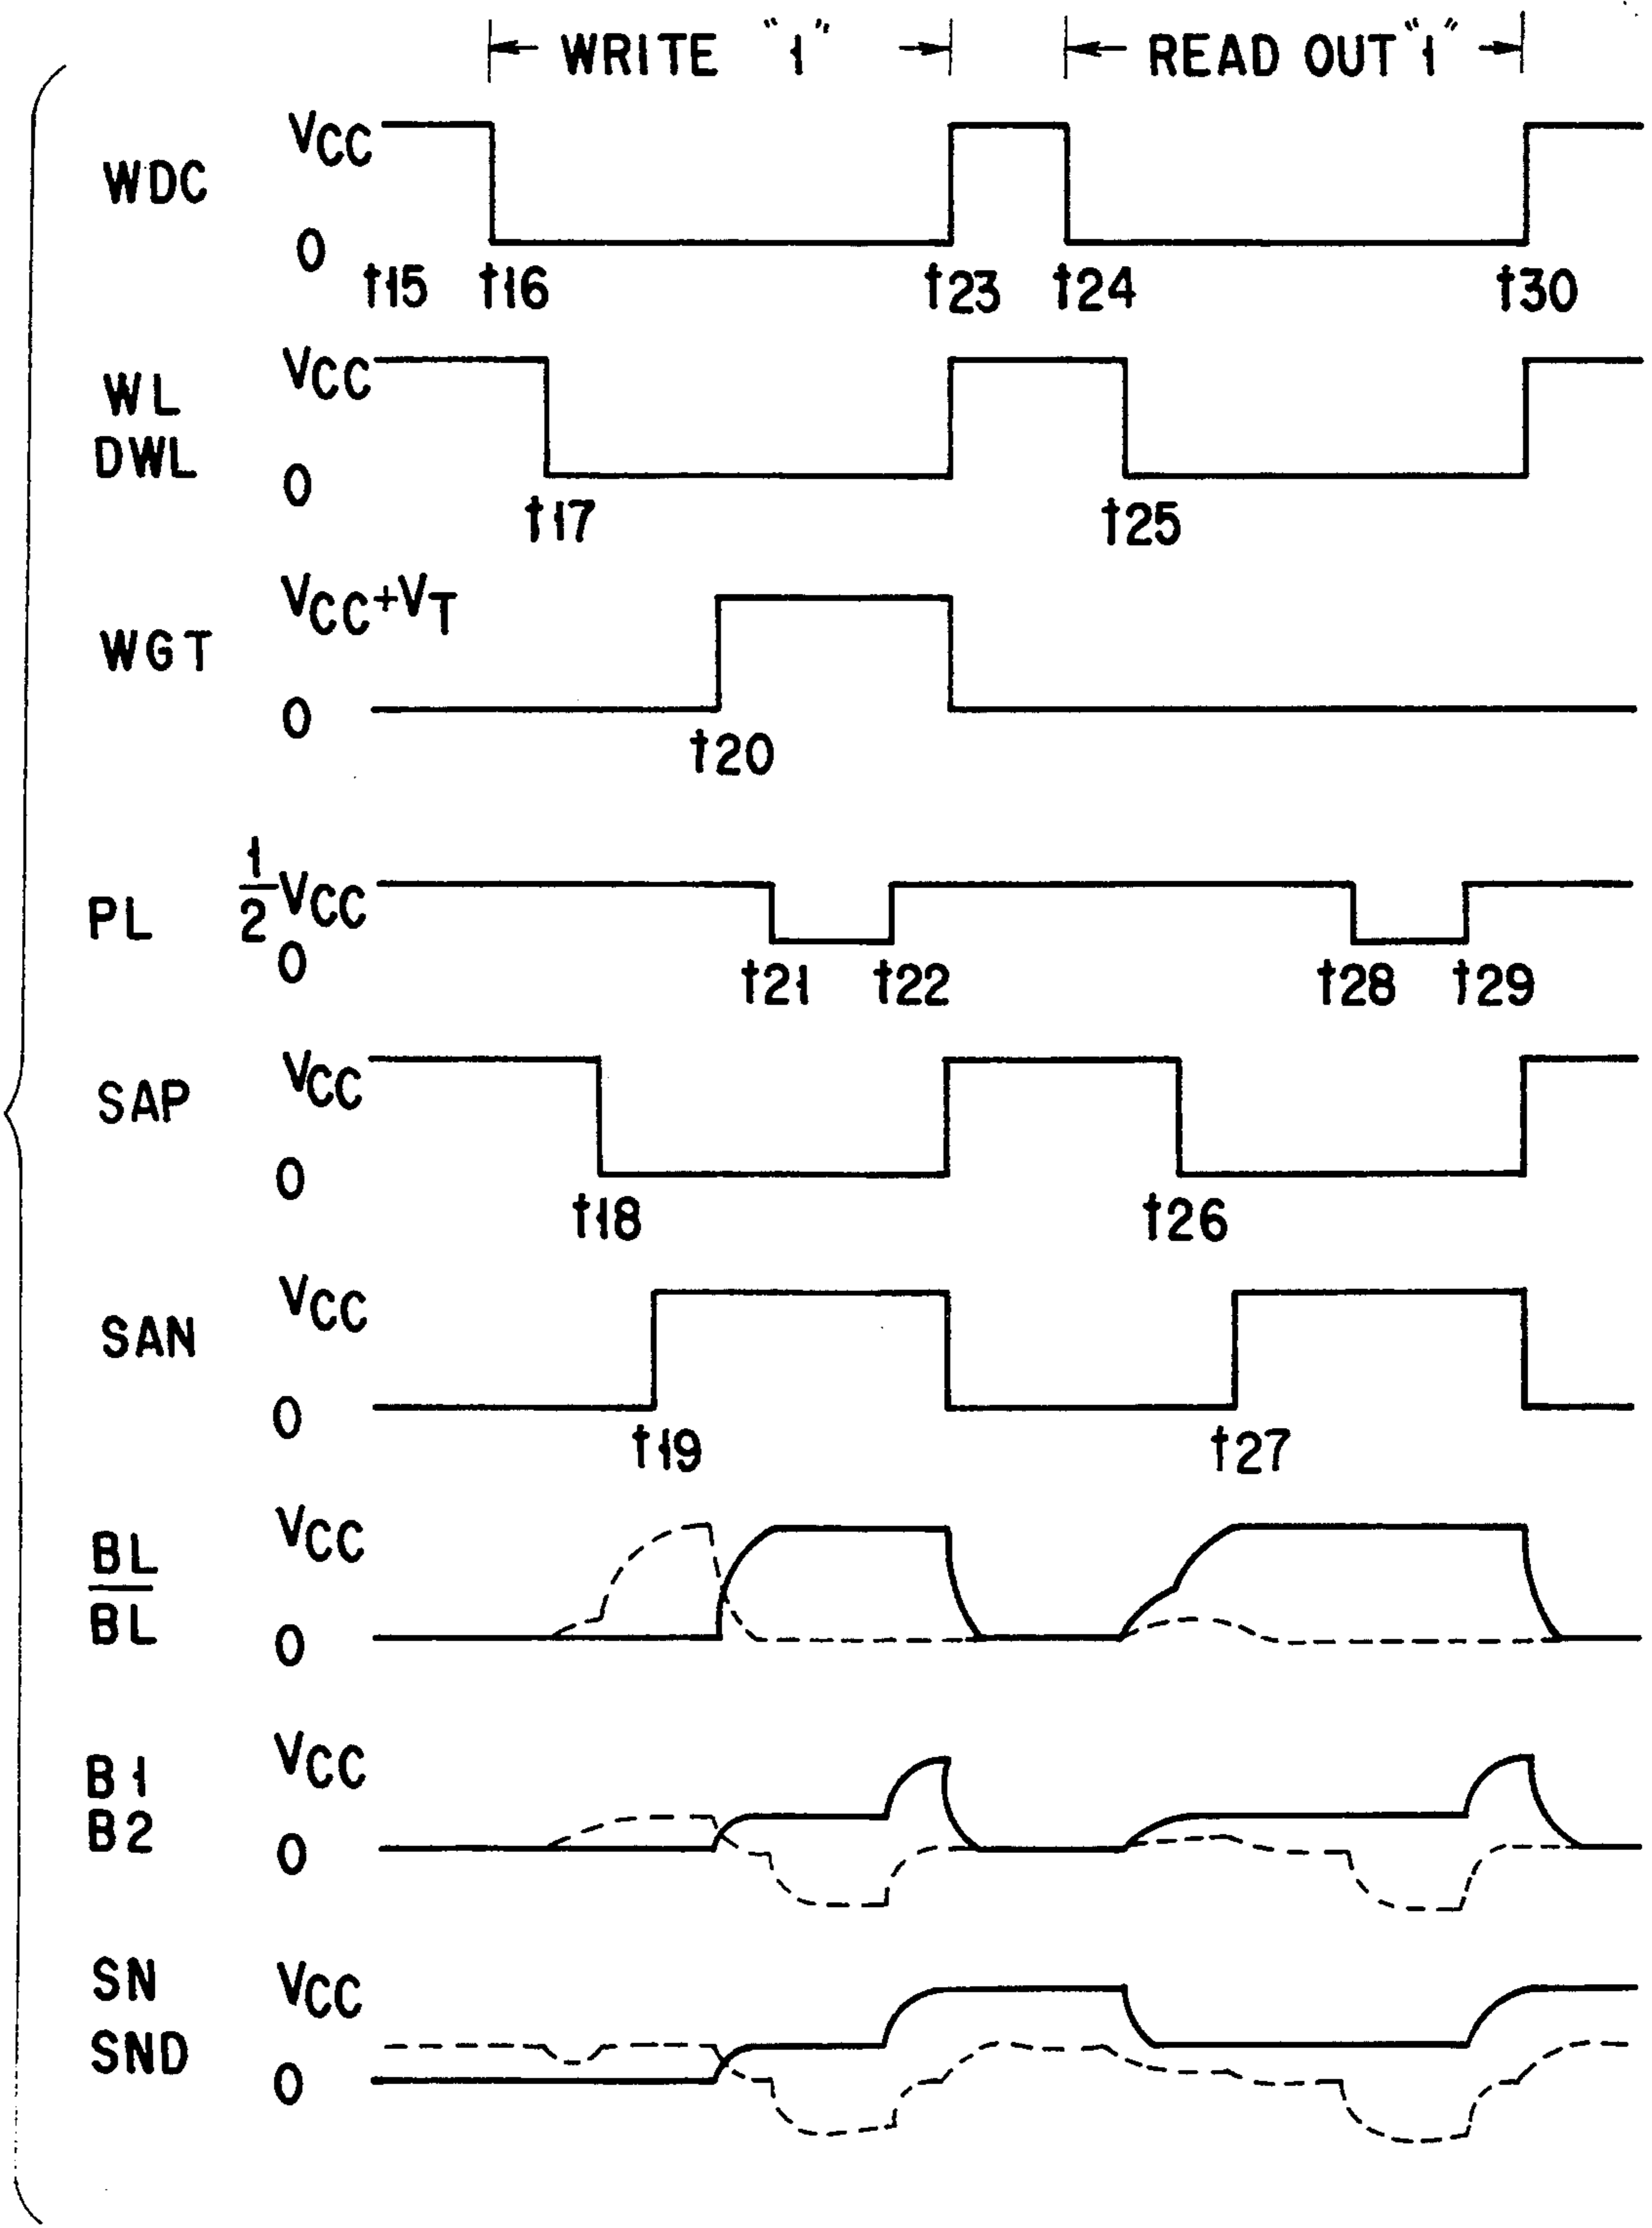 WRITE "1" READ OUT "1"
WDC VCC
0
t15 t16 t23 t24 t30
WL VCC
DWL 0
t17 t25
WGT VCC+VT
0
t20
PL 1/2 VCC
0
t21 t22 t28 t29
SAP VCC
0
t18 t26
SAN VCC
0
t19 t27
BL VCC
B̅L̅ 0
B1 VCC
B2 0
SN VCC
SND 0